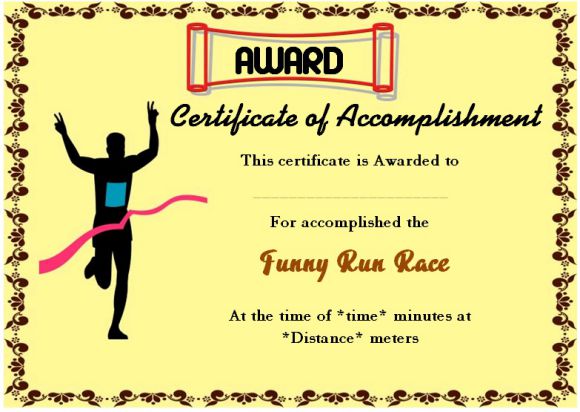 AWARD
Certificate of Accomplishment
This certificate is Awarded to
For accomplished the
Funny Run Race
At the time of *time* minutes at
*Distance* meters